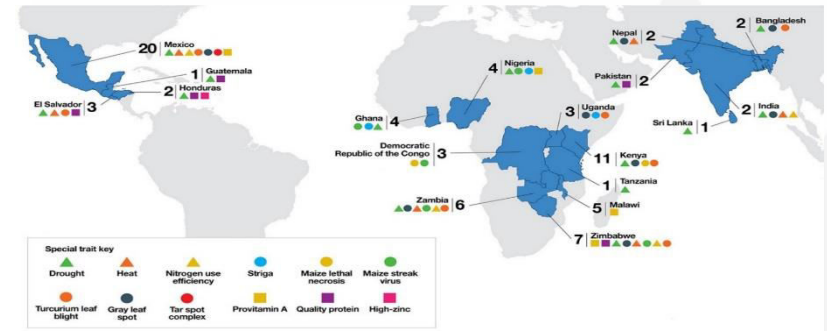 20 Mexico
1 Guatemala
2 Honduras
El Salvador 3
4 Nigeria
Ghana 4
Democratic
Republic of the Congo 3
Zambia 6
3 Uganda
11 Kenya
1 Tanzania
5 Malawi
7 Zimbabwe
Nepal 2
2 Bangladesh
Pakistan 2
2 India
Sri Lanka 1
Special trait key
Drought
Heat
Nitrogen use
efficiency
Striga
Maize lethal
necrosis
Maize streak
virus
Turcurium leaf
blight
Gray leaf
spot
Tar spot
complex
Provitamin A
Quality protein
High-zinc